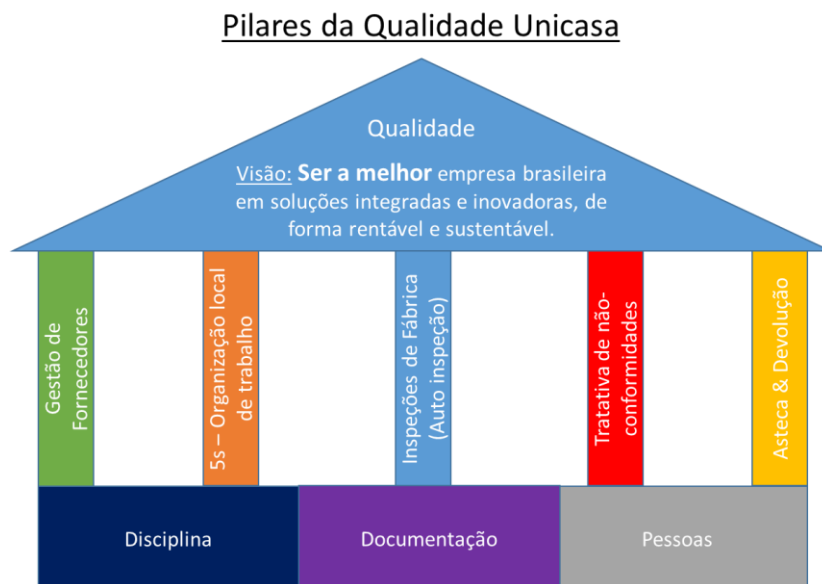 Pilares da Qualidade Unicasa
Qualidade
Visão: Ser a melhor empresa brasileira
em soluções integradas e inovadoras, de
forma rentável e sustentável.
Gestão de
Fornecedores
5s – Organização local
de trabalho
Inspeções de Fábrica
(Auto inspeção)
Tratativa de não-
conformidades
Asteca & Devolução
Disciplina
Documentação
Pessoas